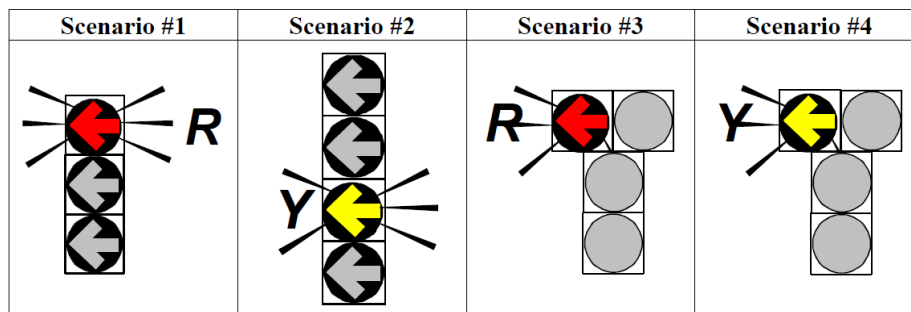 Scenario #1
Scenario #2
Scenario #3
Scenario #4
R
Y
R
Y